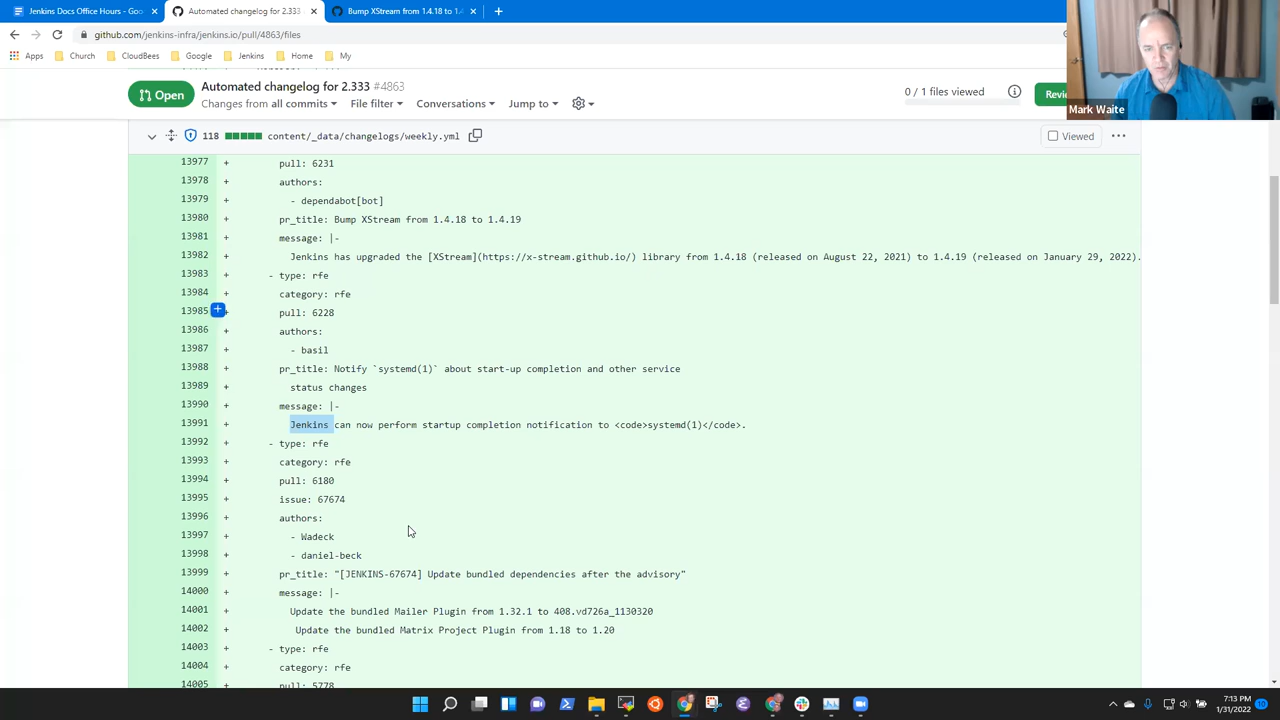 Jenkins Docs Office Hours - Goo
Automated changelog for 2.333
Bump XStream from 1.4.18 to 1.4
github.com/jenkins-infra/jenkins.io/pull/4863/files
Apps Church CloudBees Google Jenkins Home My
Open
Automated changelog for 2.333 #4863
Changes from all commits File filter Conversations Jump to
0 / 1 files viewed
Mark Waite
118 content/_data/changelogs/weekly.yml
Viewed
13977 + pull: 6231
13978 + authors:
13979 + - dependabot[bot]
13980 + pr_title: Bump XStream from 1.4.18 to 1.4.19
13981 + message: |-
13982 + Jenkins has upgraded the [XStream](https://x-stream.github.io/) library from 1.4.18 (released on August 22, 2021) to 1.4.19 (released on January 29, 2022).
13983 + - type: rfe
13984 + category: rfe
13985 + pull: 6228
13986 + authors:
13987 + - basil
13988 + pr_title: Notify `systemd(1)` about start-up completion and other service
13989 + status changes
13990 + message: |-
13991 + Jenkins can now perform startup completion notification to <code>systemd(1)</code>.
13992 + - type: rfe
13993 + category: rfe
13994 + pull: 6180
13995 + issue: 67674
13996 + authors:
13997 + - Wadeck
13998 + - daniel-beck
13999 + pr_title: "[JENKINS-67674] Update bundled dependencies after the advisory"
14000 + message: |-
14001 + Update the bundled Mailer Plugin from 1.32.1 to 408.vd726a_1130320
14002 + Update the bundled Matrix Project Plugin from 1.18 to 1.20
14003 + - type: rfe
14004 + category: rfe
14005 + pull: 5778
7:13 PM
1/31/2022